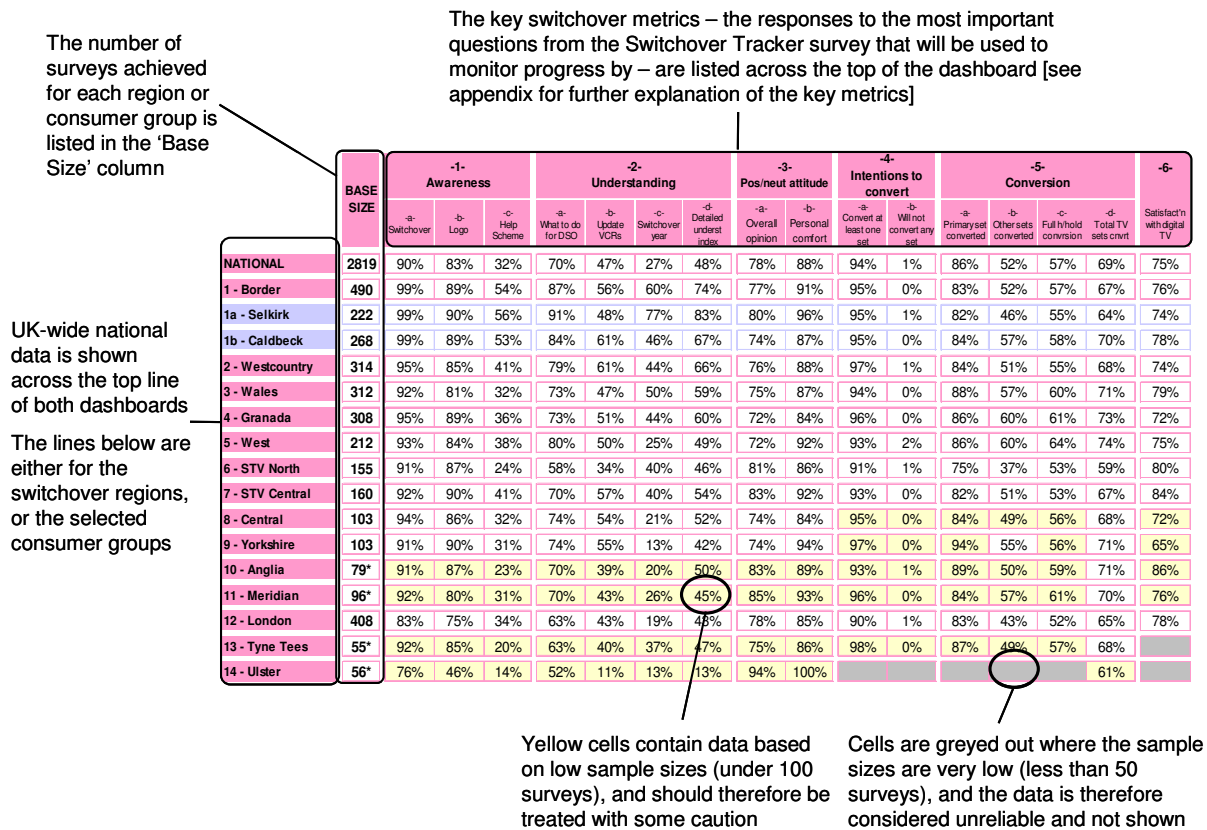 The key switchover metrics – the responses to the most important
questions from the Switchover Tracker survey that will be used to
monitor progress by – are listed across the top of the dashboard [see
appendix for further explanation of the key metrics]
The number of
surveys achieved
for each region or
consumer group is
listed in the ‘Base
Size’ column
BASE SIZE
-1- Awareness
-2- Understanding
-3- Pos/neut attitude
-4- Intentions to convert
-5- Conversion
-6-
-a- Switchover
-b- Logo
-c- Help Scheme
-a- What to do for DSO
-b- Update VCRs
-c- Switchover year
-d- Detailed underst index
-a- Overall opinion
-b- Personal comfort
-a- Convert at least one set
-b- Will not convert any set
-a- Primary set converted
-b- Other sets converted
-c- Full h/hold convrsion
-d- Total TV sets cnvrt
Satisfact'n with digital TV
NATIONAL 2819 90% 83% 32% 70% 47% 27% 48% 78% 88% 94% 1% 86% 52% 57% 69% 75%
1 - Border 490 99% 89% 54% 87% 56% 60% 74% 77% 91% 95% 0% 83% 52% 57% 67% 76%
1a - Selkirk 222 99% 90% 56% 91% 48% 77% 83% 80% 96% 95% 1% 82% 46% 55% 64% 74%
1b - Caldbeck 268 99% 89% 53% 84% 61% 46% 67% 74% 87% 95% 0% 84% 57% 58% 70% 78%
2 - Westcountry 314 95% 85% 41% 79% 61% 44% 66% 76% 88% 97% 1% 84% 51% 55% 68% 74%
3 - Wales 312 92% 81% 32% 73% 47% 50% 59% 75% 87% 94% 0% 88% 57% 60% 71% 79%
4 - Granada 308 95% 89% 36% 73% 51% 44% 60% 72% 84% 96% 0% 86% 60% 61% 73% 72%
5 - West 212 93% 84% 38% 80% 50% 25% 49% 72% 92% 93% 2% 86% 60% 64% 74% 75%
6 - STV North 155 91% 87% 24% 58% 34% 40% 46% 81% 86% 91% 1% 75% 37% 53% 59% 80%
7 - STV Central 160 92% 90% 41% 70% 57% 40% 54% 83% 92% 93% 0% 82% 51% 53% 67% 84%
8 - Central 103 94% 86% 32% 74% 54% 21% 52% 74% 84% 95% 0% 84% 49% 56% 68% 72%
9 - Yorkshire 103 91% 90% 31% 74% 55% 13% 42% 74% 94% 97% 0% 94% 55% 56% 71% 65%
10 - Anglia 79* 91% 87% 23% 70% 39% 20% 50% 83% 89% 93% 1% 89% 50% 59% 71% 86%
11 - Meridian 96* 92% 80% 31% 70% 43% 26% 45% 85% 93% 96% 0% 84% 57% 61% 70% 76%
12 - London 408 83% 75% 34% 63% 43% 19% 43% 78% 85% 90% 1% 83% 43% 52% 65% 78%
13 - Tyne Tees 55* 92% 85% 20% 63% 40% 37% 47% 75% 86% 98% 0% 87% 49% 57% 68%
14 - Ulster 56* 76% 46% 14% 52% 11% 13% 13% 94% 100% 61%
UK-wide national
data is shown
across the top line
of both dashboards
The lines below are
either for the
switchover regions,
or the selected
consumer groups
Yellow cells contain data based
on low sample sizes (under 100
surveys), and should therefore be
treated with some caution
Cells are greyed out where the sample
sizes are very low (less than 50
surveys), and the data is therefore
considered unreliable and not shown